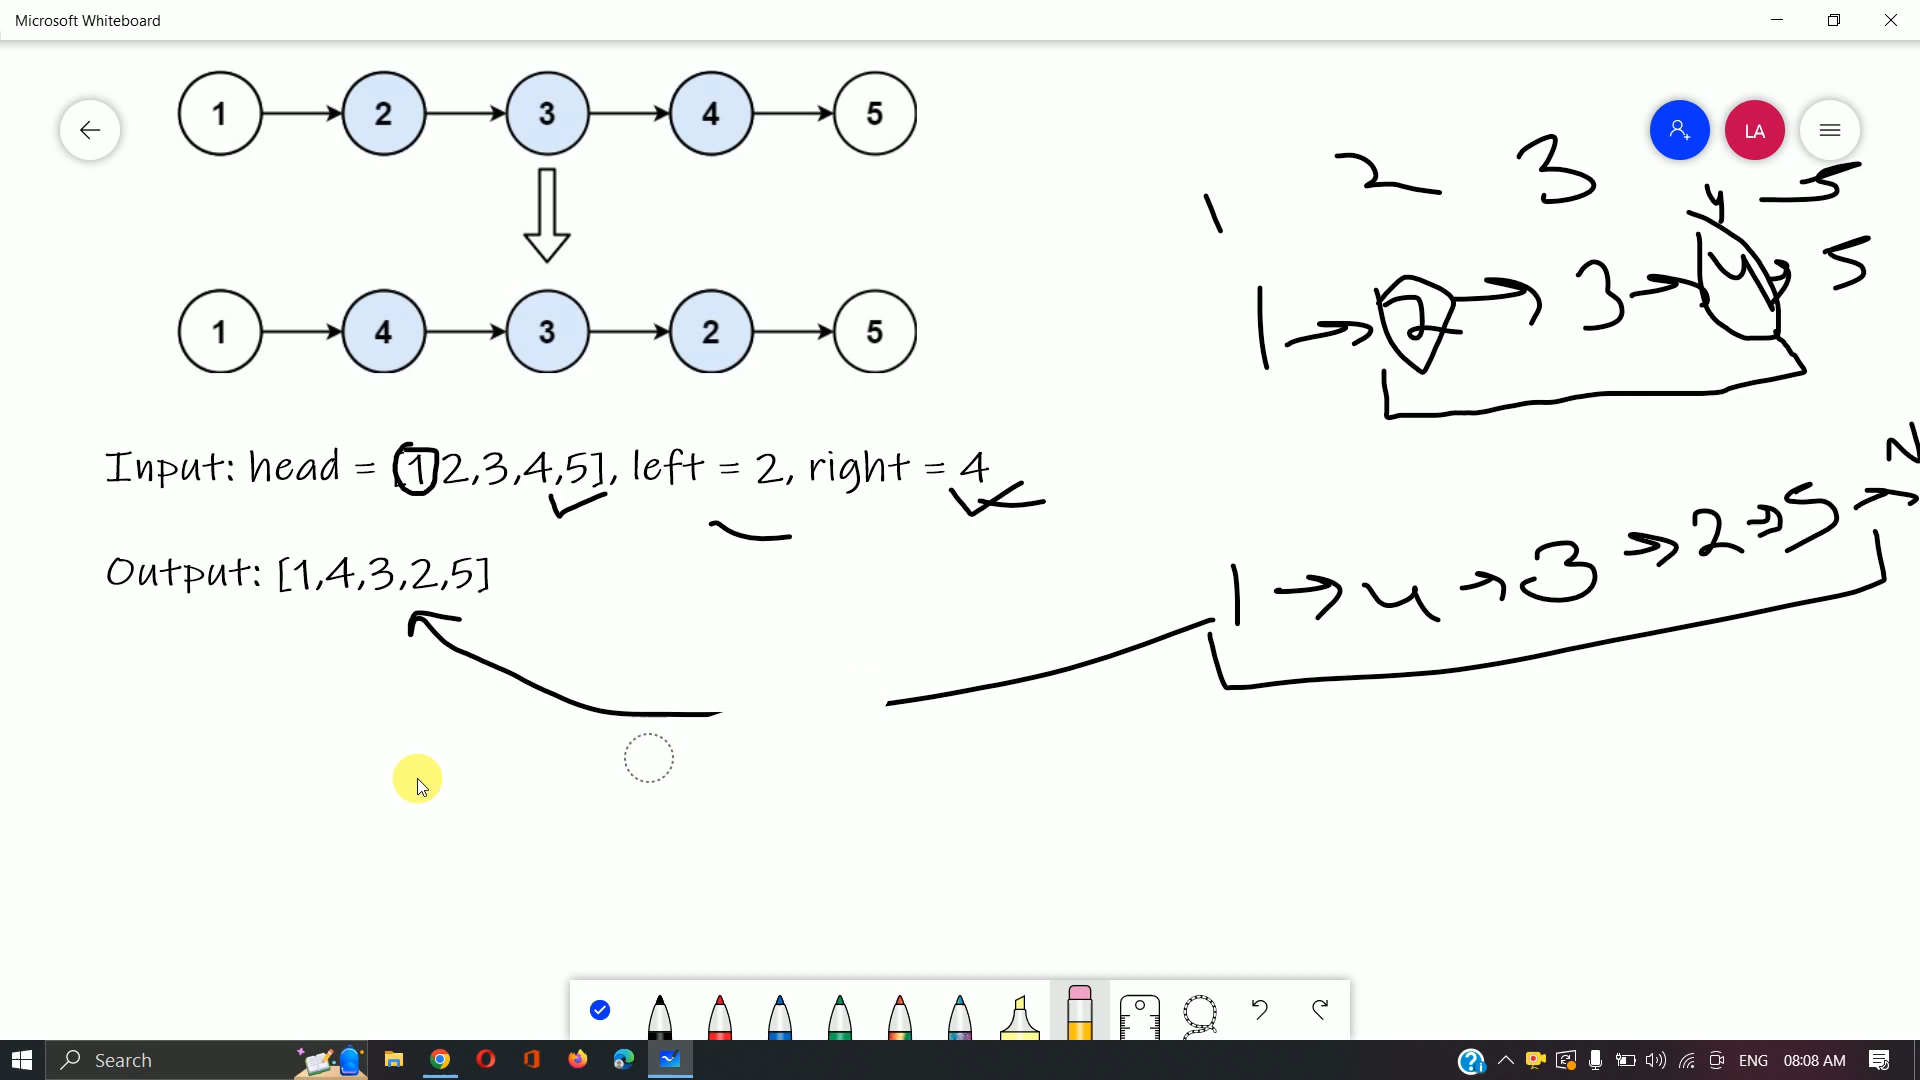 Microsoft Whiteboard
1 2 3 4 5
LA
1 2 3 4 5
1 → 2 → 3 → 4 → 5
1 4 3 2 5
Input: head = [1,2,3,4,5], left = 2, right = 4
N
1 → 4 → 3 → 2 → 5 →
Output: [1,4,3,2,5]
Search
ENG 08:08 AM